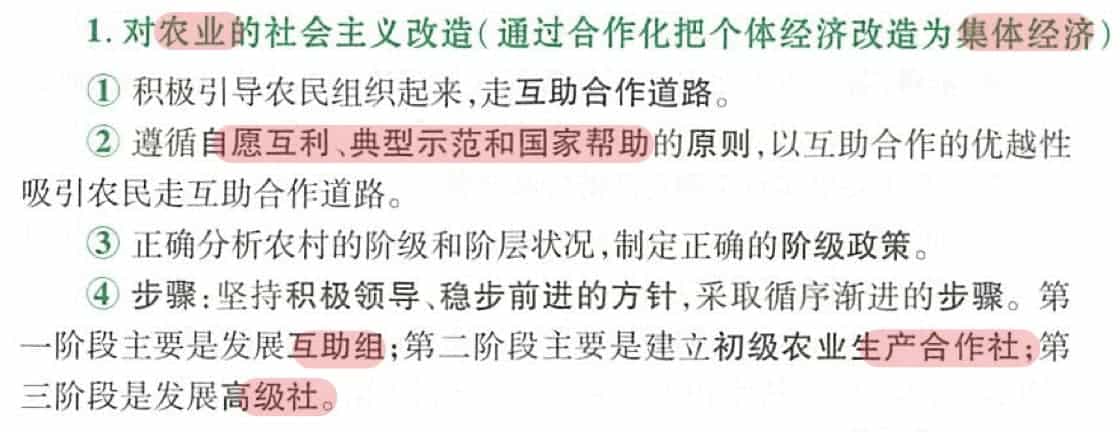 1. 对农业的社会主义改造(通过合作化把个体经济改造为集体经济)
① 积极引导农民组织起来,走互助合作道路。
② 遵循自愿互利、典型示范和国家帮助的原则,以互助合作的优越性
吸引农民走互助合作道路。
③ 正确分析农村的阶级和阶层状况,制定正确的阶级政策。
④ 步骤:坚持积极领导、稳步前进的方针,采取循序渐进的步骤。第
一阶段主要是发展互助组;第二阶段主要是建立初级农业生产合作社;第
三阶段是发展高级社。